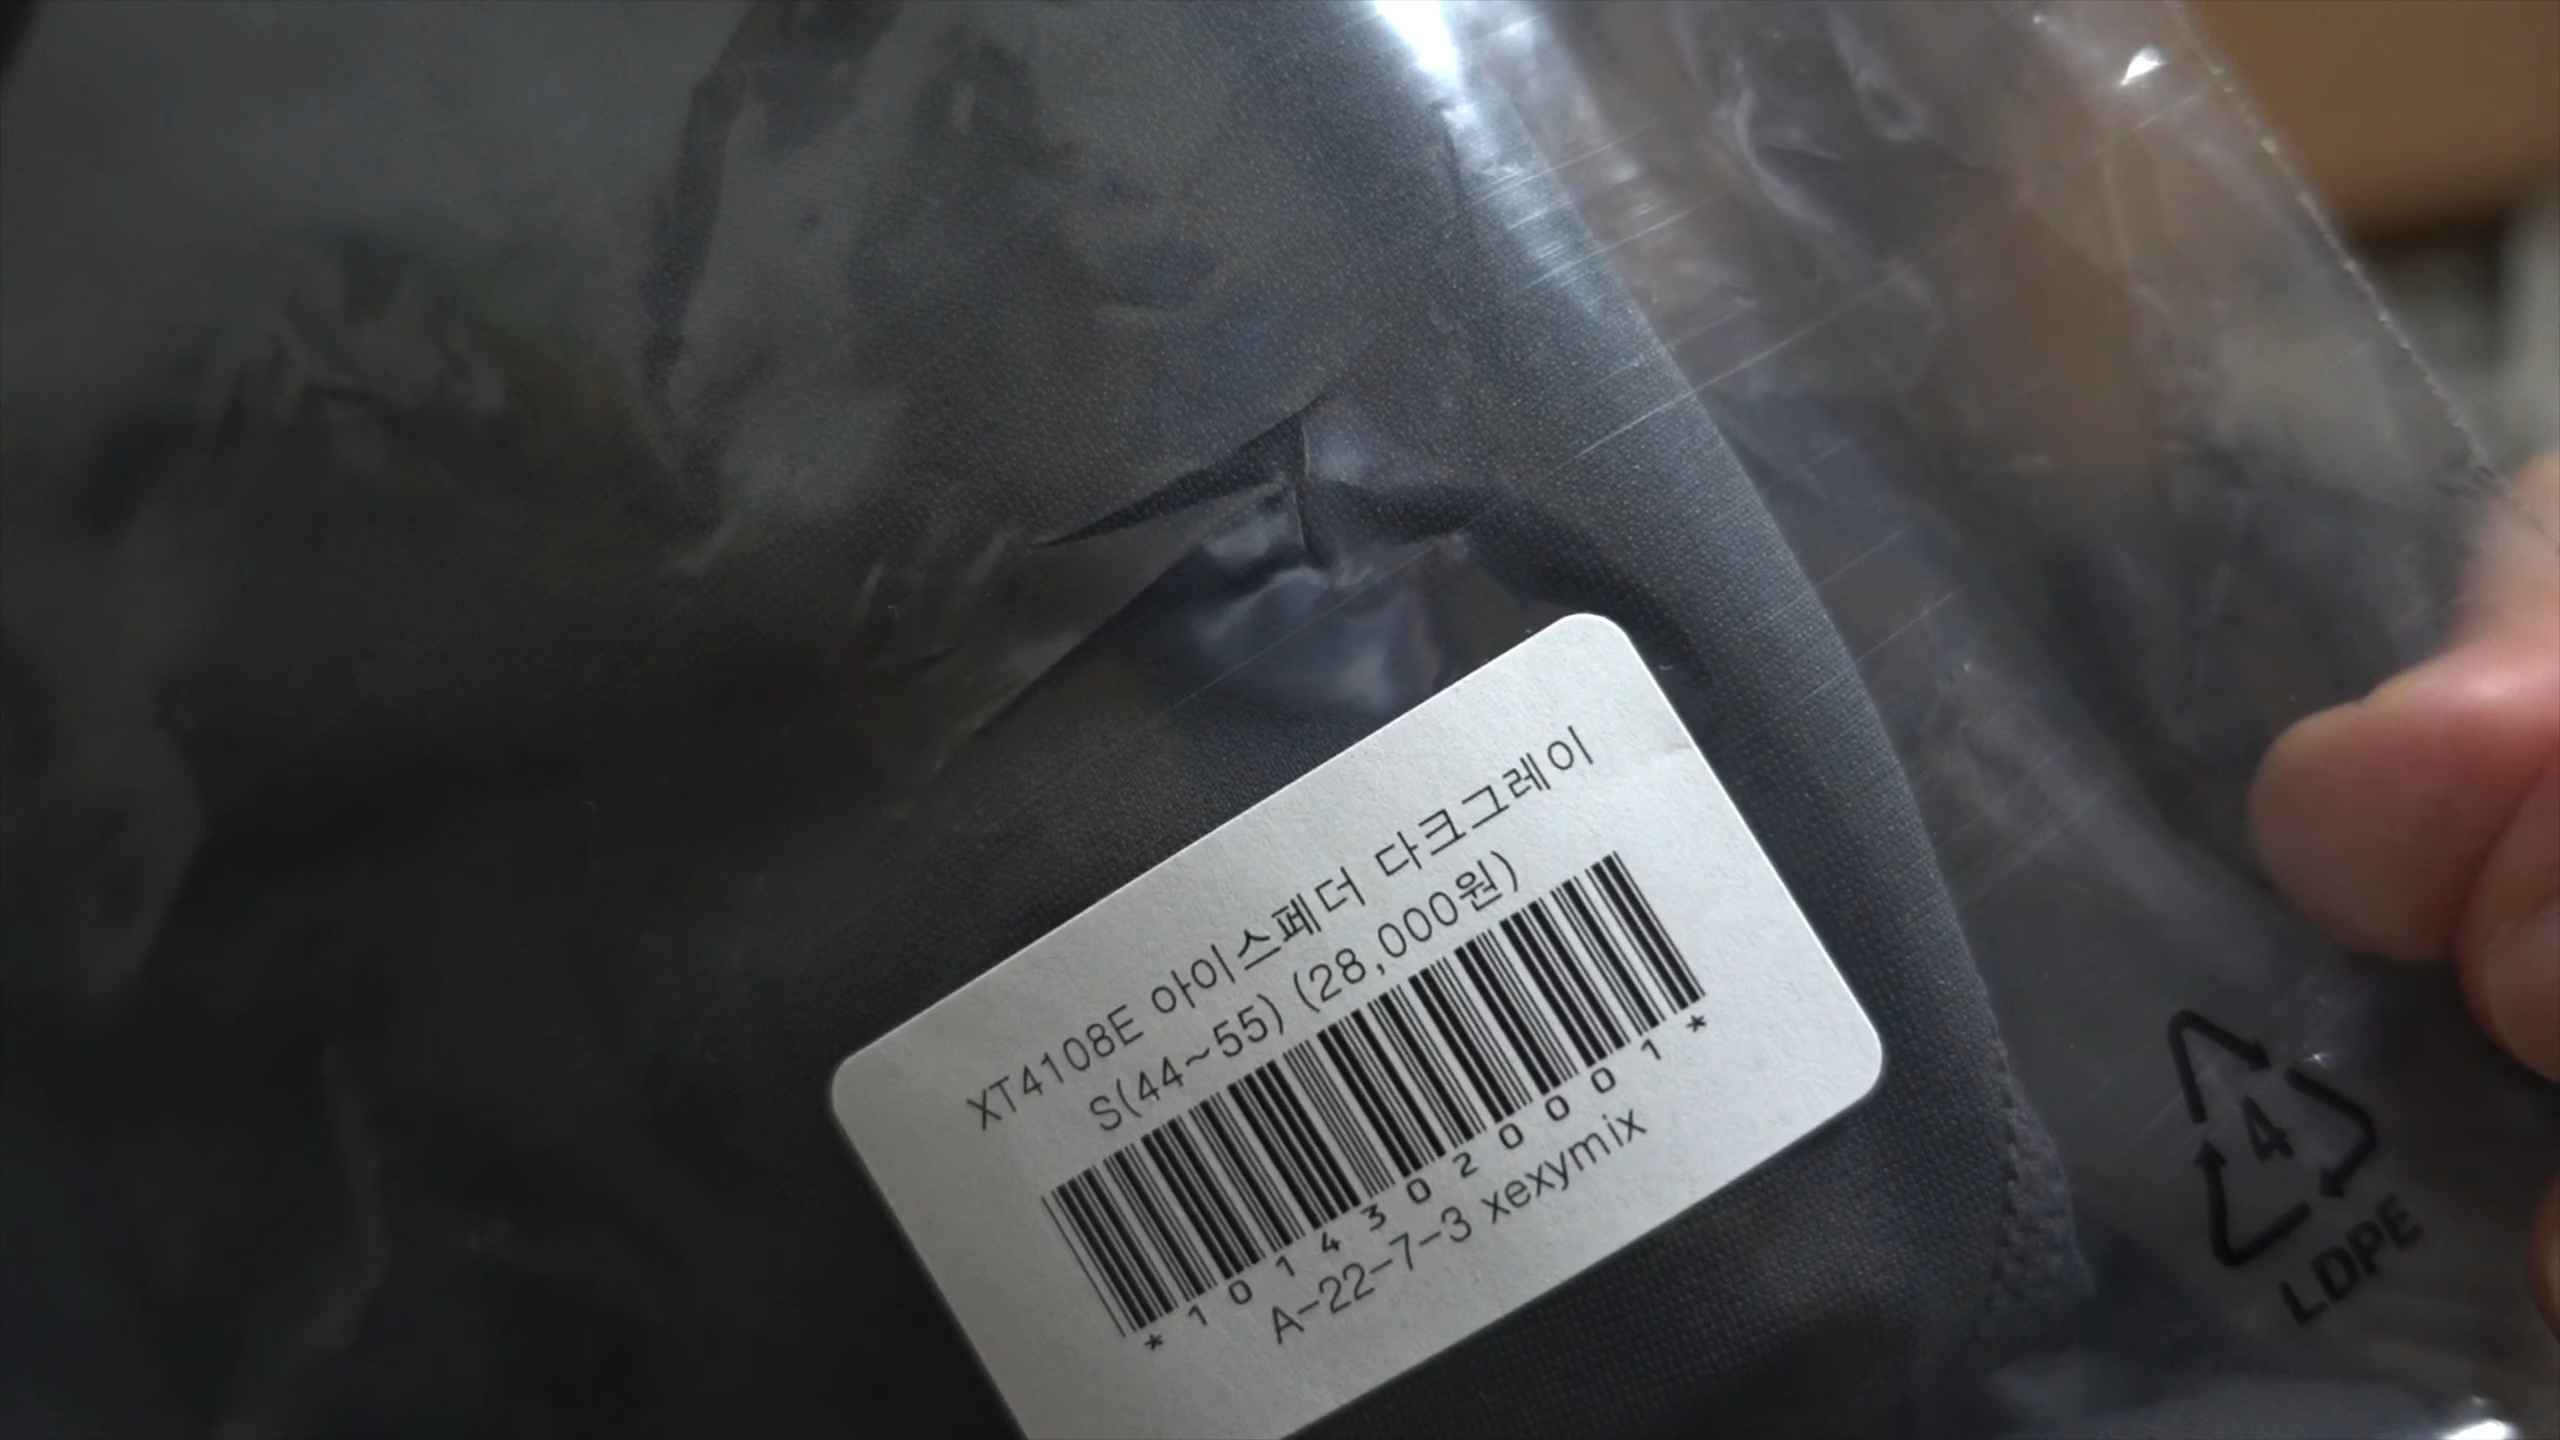 XT4108E 아이스페더 다크그레이
S(44~55) (28,000원)
*101430200001*
A-22-7-3 xexymix
4
LDPE